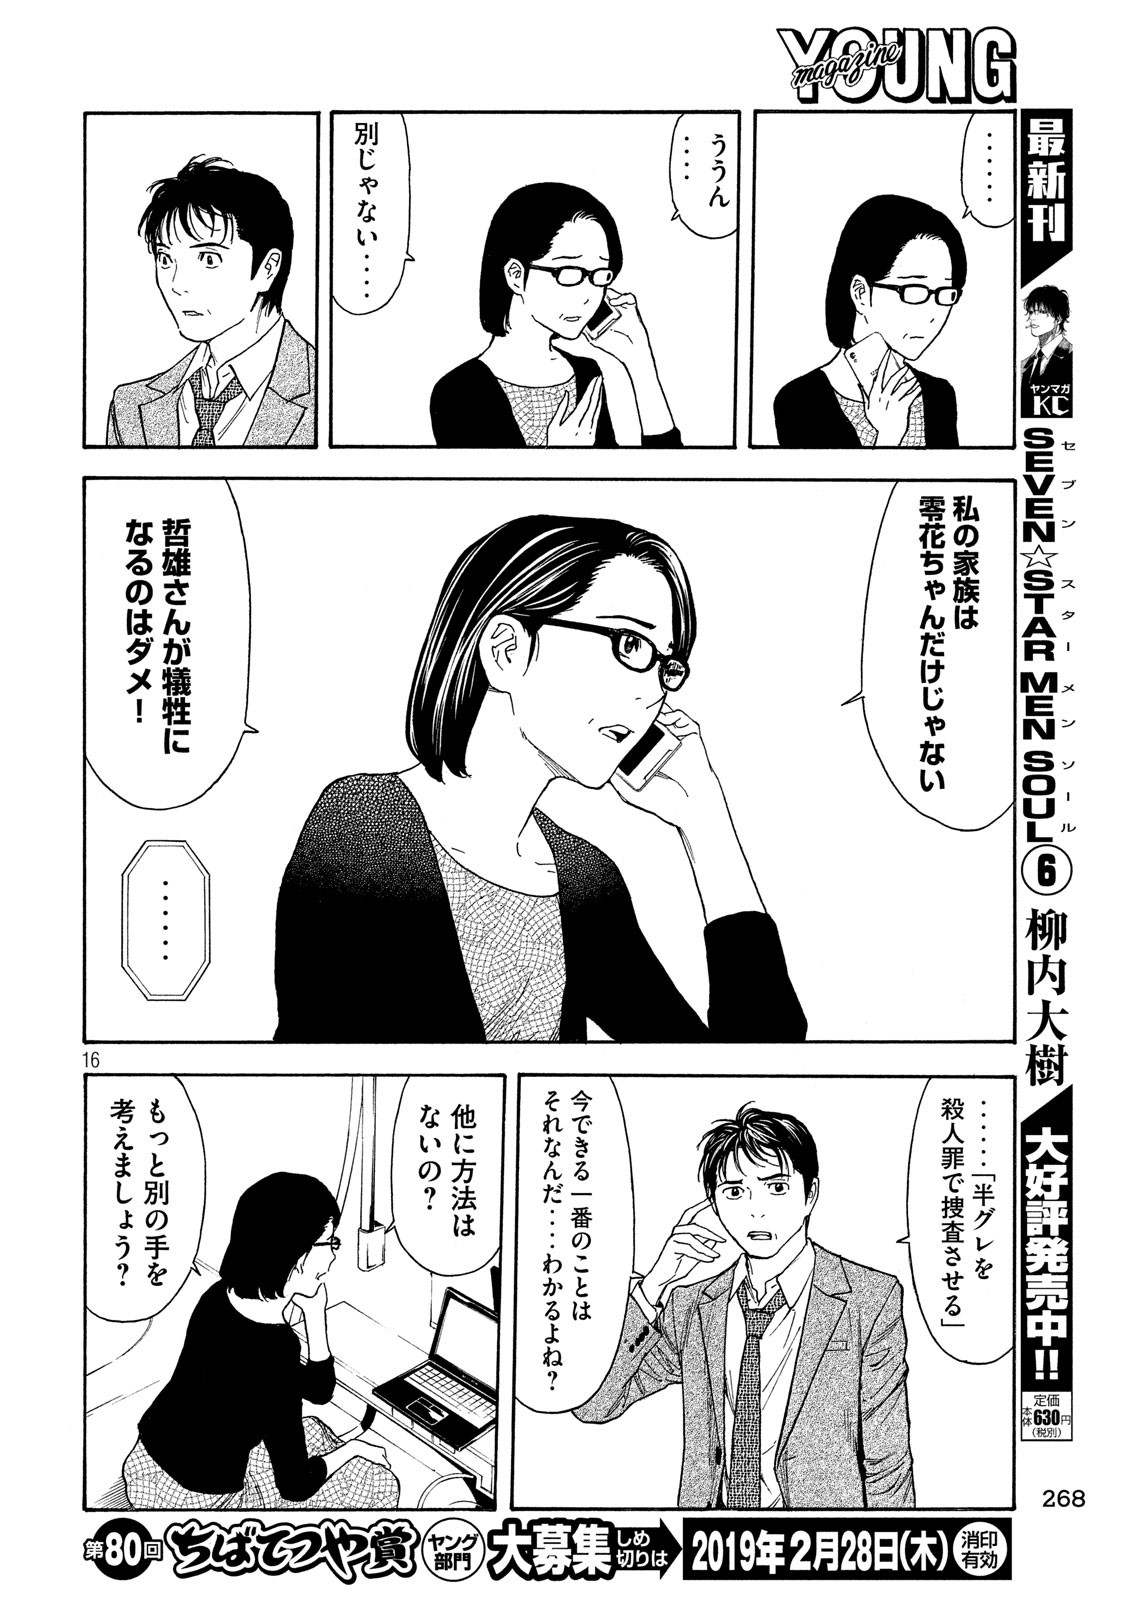 YOUNG
magazine
‥‥‥
ううん
‥‥
別じゃない‥‥
私の家族は
零花ちゃんだけじゃない
哲雄さんが犠牲に
なるのはダメ！
‥‥‥
16
‥‥‥「半グレを
殺人罪で捜査させる」
今できる一番のことは
それなんだ‥‥わかるよね？
他に方法は
ないの？
もっと別の手を
考えましょう？
最新刊
ヤンマガ
KC
SEVEN☆STAR MEN SOUL
セブンスターメンソール
⑥
柳内大樹
大好評発売中!!
定価
本体630円
(税別)
268
第80回
ちばてつや賞
ヤング
部門
大募集
しめ
切りは
2019年2月28日(木)
消印
有効